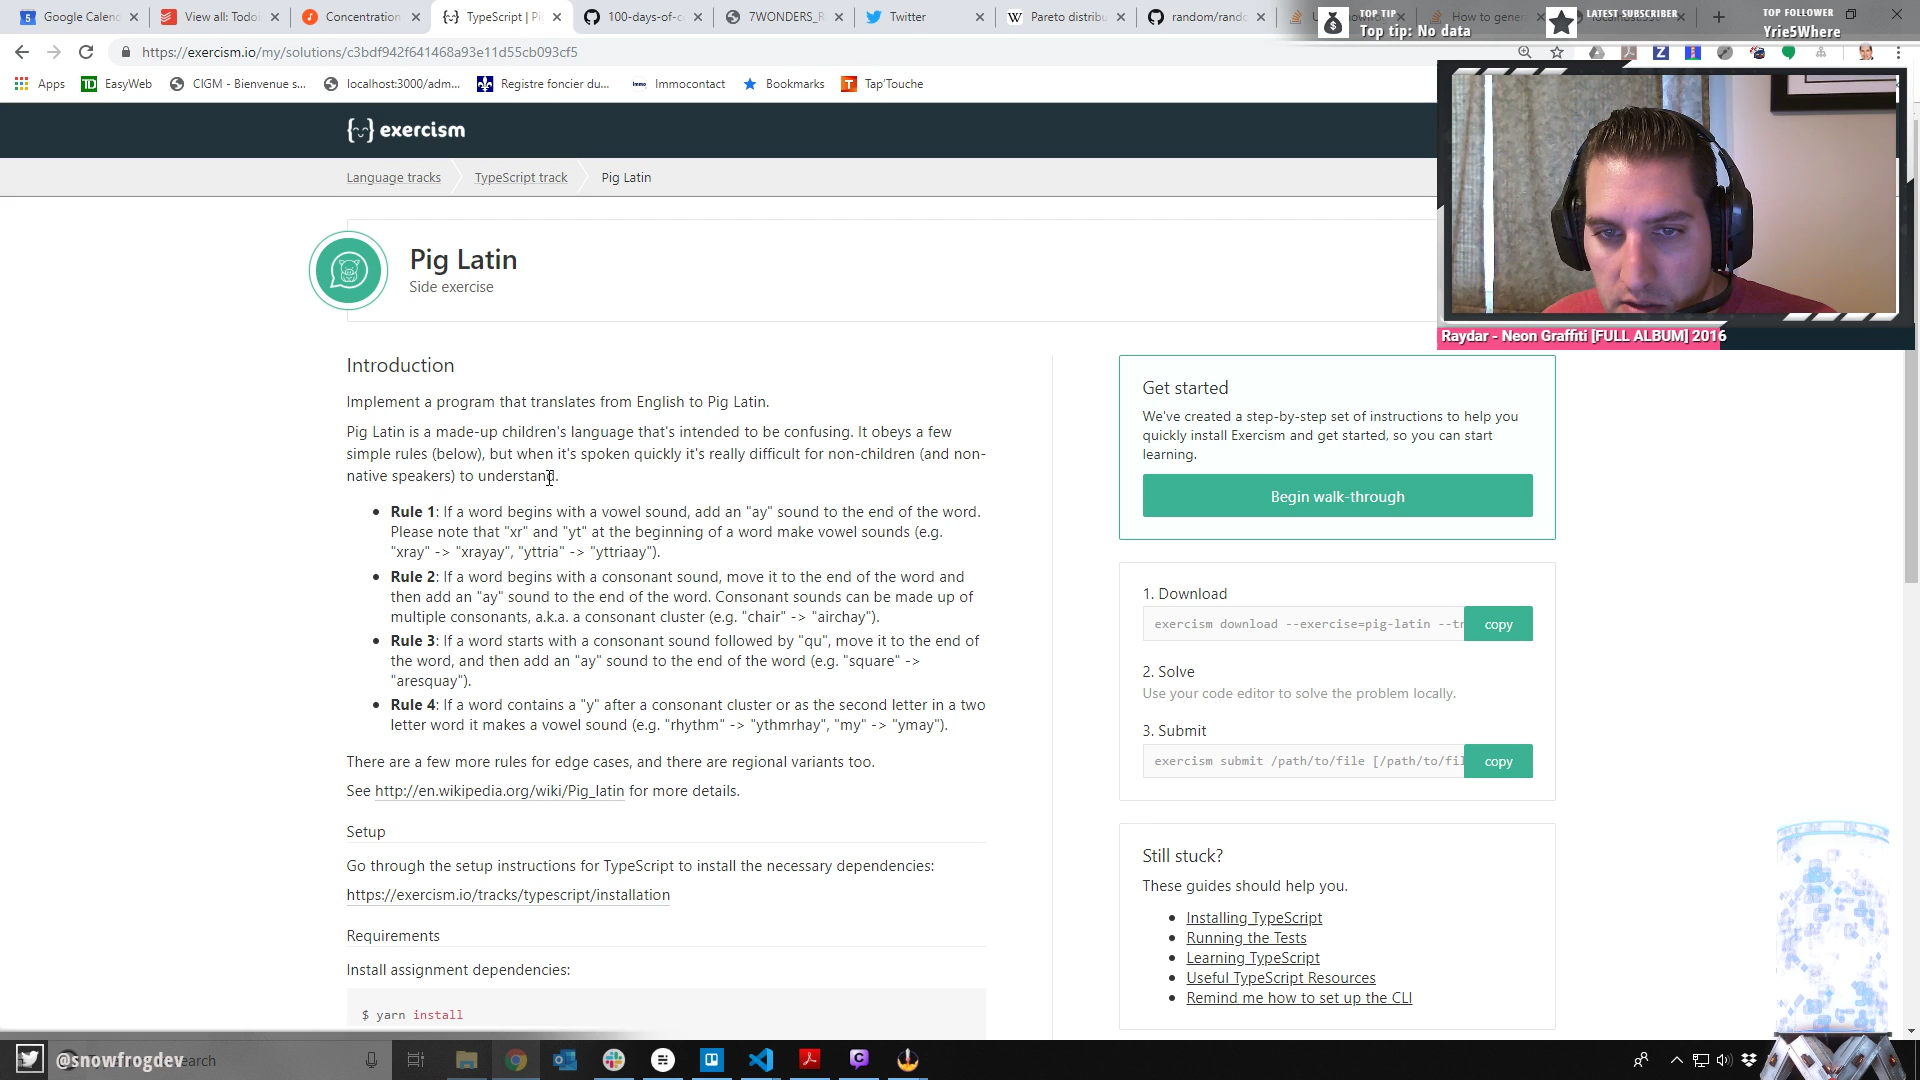 Google Calen
View all: Todoi
Concentration
TypeScript | Pi
100-days-of-c
7WONDERS_R
Twitter
Pareto distribu
random/rand
How to gene
TOP TIP
Top tip: No data
LATEST SUBSCRIBER
TOP FOLLOWER
Yrie5Where
https://exercism.io/my/solutions/c3bdf942f641468a93e11d55cb093cf5
Apps
EasyWeb
CIGM - Bienvenue s...
localhost:3000/adm...
Registre foncier du...
Immocontact
Bookmarks
Tap'Touche
exercism
Language tracks
TypeScript track
Pig Latin
Raydar - Neon Graffiti [FULL ALBUM] 2016
Pig Latin
Side exercise
Introduction
Implement a program that translates from English to Pig Latin.
Pig Latin is a made-up children's language that's intended to be confusing. It obeys a few
simple rules (below), but when it's spoken quickly it's really difficult for non-children (and non-
native speakers) to understand.
• Rule 1: If a word begins with a vowel sound, add an "ay" sound to the end of the word.
Please note that "xr" and "yt" at the beginning of a word make vowel sounds (e.g.
"xray" -> "xrayay", "yttria" -> "yttriaay").
• Rule 2: If a word begins with a consonant sound, move it to the end of the word and
then add an "ay" sound to the end of the word. Consonant sounds can be made up of
multiple consonants, a.k.a. a consonant cluster (e.g. "chair" -> "airchay").
• Rule 3: If a word starts with a consonant sound followed by "qu", move it to the end of
the word, and then add an "ay" sound to the end of the word (e.g. "square" ->
"aresquay").
• Rule 4: If a word contains a "y" after a consonant cluster or as the second letter in a two
letter word it makes a vowel sound (e.g. "rhythm" -> "ythmrhay", "my" -> "ymay").
There are a few more rules for edge cases, and there are regional variants too.
See http://en.wikipedia.org/wiki/Pig_latin for more details.
Setup
Go through the setup instructions for TypeScript to install the necessary dependencies:
https://exercism.io/tracks/typescript/installation
Requirements
Install assignment dependencies:
$ yarn install
Get started
We've created a step-by-step set of instructions to help you
quickly install Exercism and get started, so you can start
learning.
Begin walk-through
1. Download
exercism download --exercise=pig-latin --tr
copy
2. Solve
Use your code editor to solve the problem locally.
3. Submit
exercism submit /path/to/file [/path/to/fil
copy
Still stuck?
These guides should help you.
• Installing TypeScript
• Running the Tests
• Learning TypeScript
• Useful TypeScript Resources
• Remind me how to set up the CLI
@snowfrogdev